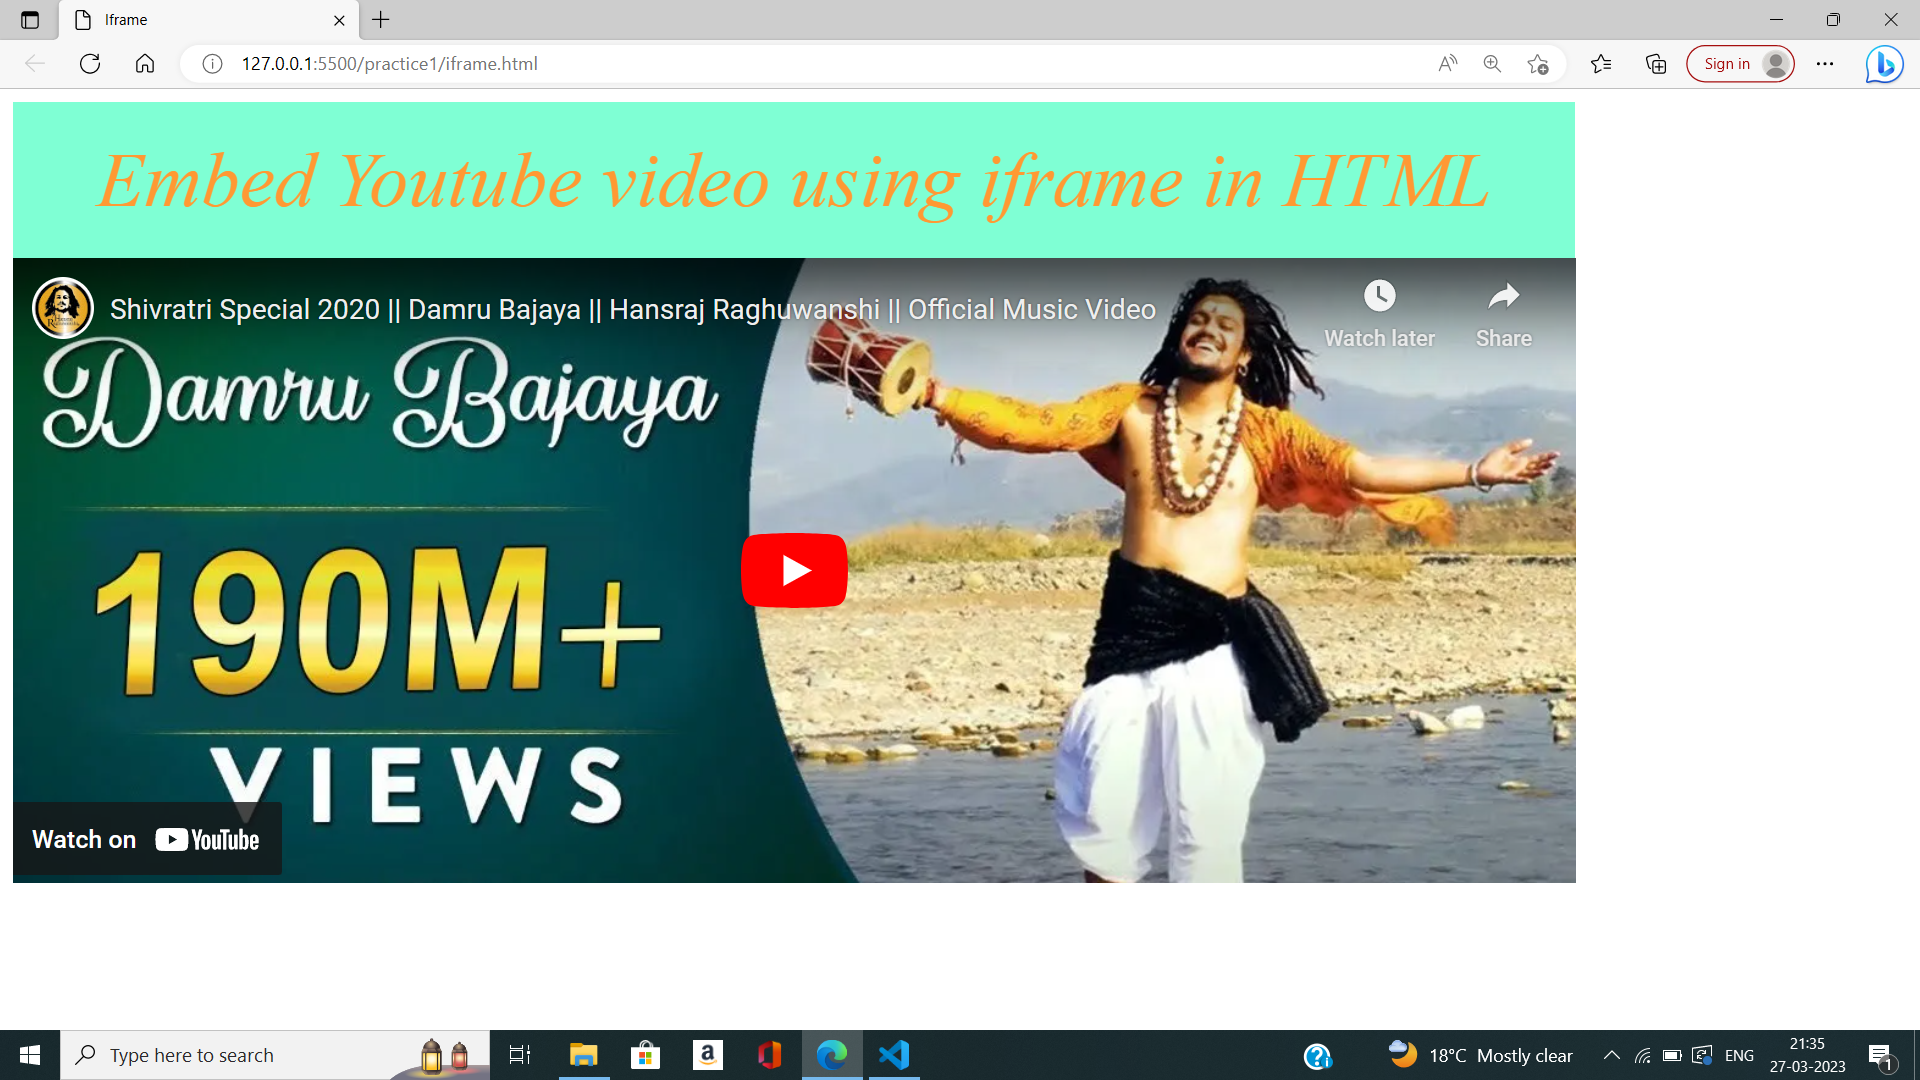 Iframe
127.0.0.1:5500/practice1/iframe.html
Sign in
Embed Youtube video using iframe in HTML
Shivratri Special 2020 || Damru Bajaya || Hansraj Raghuwanshi || Official Music Video
Watch later
Share
Damru Bajaya
190M+
VIEWS
Watch on YouTube
Type here to search
18°C Mostly clear
ENG
21:35
27-03-2023
1